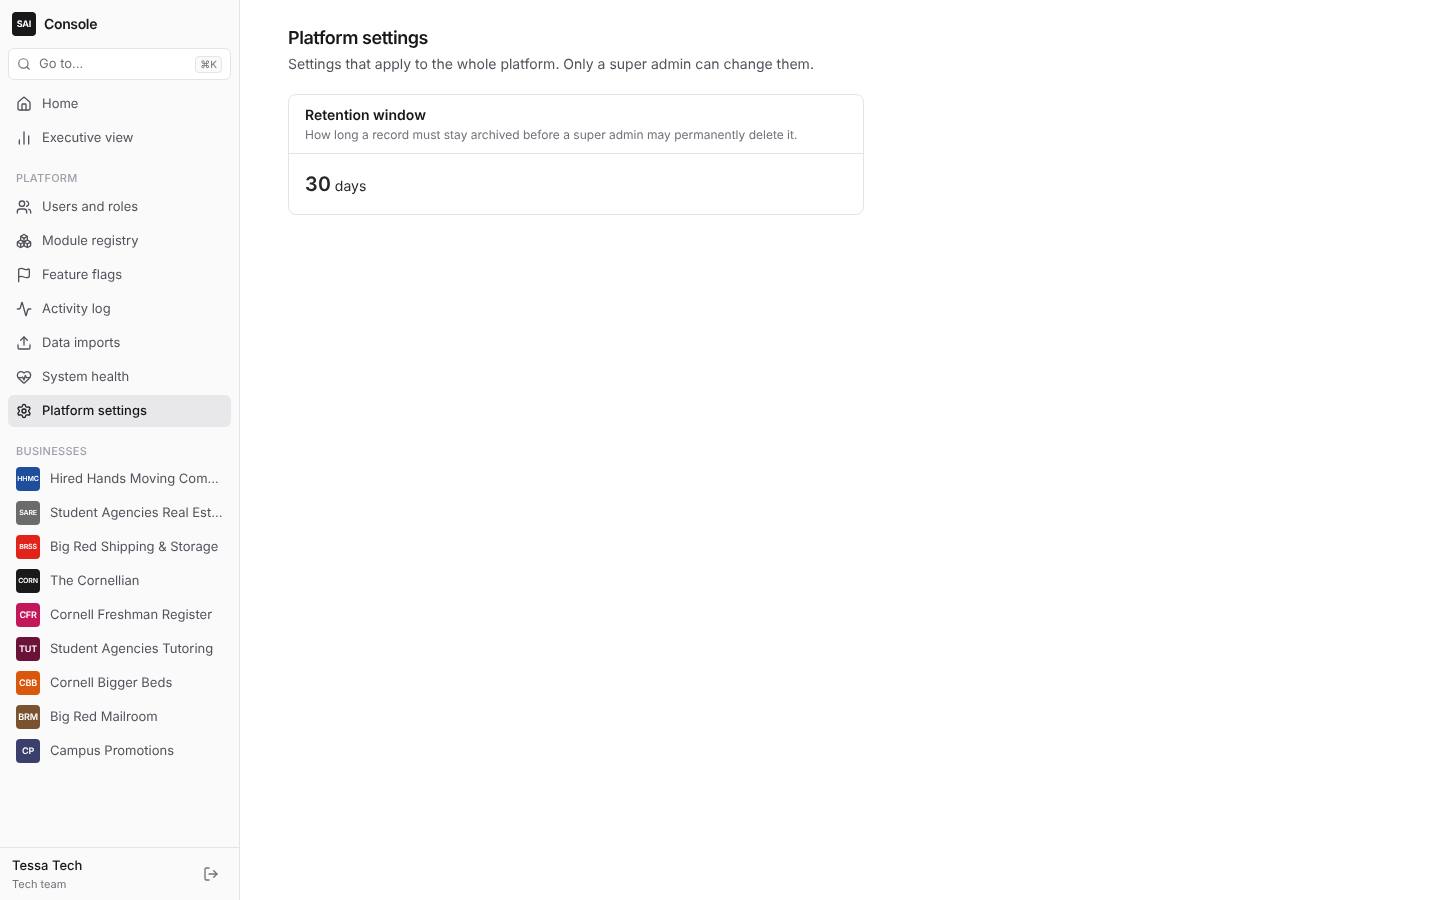 SAI Console
Go to... ⌘K
Home
Executive view
PLATFORM
Users and roles
Module registry
Feature flags
Activity log
Data imports
System health
Platform settings
BUSINESSES
HHMC Hired Hands Moving Com...
SARE Student Agencies Real Est...
BRSS Big Red Shipping & Storage
CORN The Cornellian
CFR Cornell Freshman Register
TUT Student Agencies Tutoring
CBB Cornell Bigger Beds
BRM Big Red Mailroom
CP Campus Promotions
Tessa Tech
Tech team
Platform settings
Settings that apply to the whole platform. Only a super admin can change them.
Retention window
How long a record must stay archived before a super admin may permanently delete it.
30 days